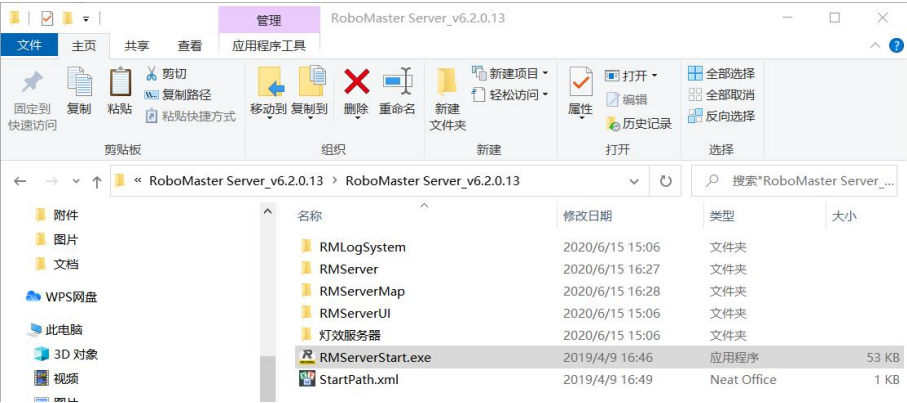 管理
RoboMaster Server_v6.2.0.13
文件 主页 共享 查看 应用程序工具
固定到快速访问
复制
粘贴
剪切
复制路径
粘贴快捷方式
移动到 复制到 删除 重命名
新建文件夹
新建项目
轻松访问
属性
打开
编辑
历史记录
全部选择
全部取消
反向选择
剪贴板 组织 新建 打开 选择
« RoboMaster Server_v6.2.0.13 › RoboMaster Server_v6.2.0.13
搜索"RoboMaster Server_...
附件
图片
文档
WPS网盘
此电脑
3D 对象
视频
名称 修改日期 类型 大小
RMLogSystem 2020/6/15 15:06 文件夹
RMServer 2020/6/15 16:27 文件夹
RMServerMap 2020/6/15 16:28 文件夹
RMServerUI 2020/6/15 15:06 文件夹
灯效服务器 2020/6/15 15:06 文件夹
RMServerStart.exe 2019/4/9 16:46 应用程序 53 KB
StartPath.xml 2019/4/9 16:49 Neat Office 1 KB